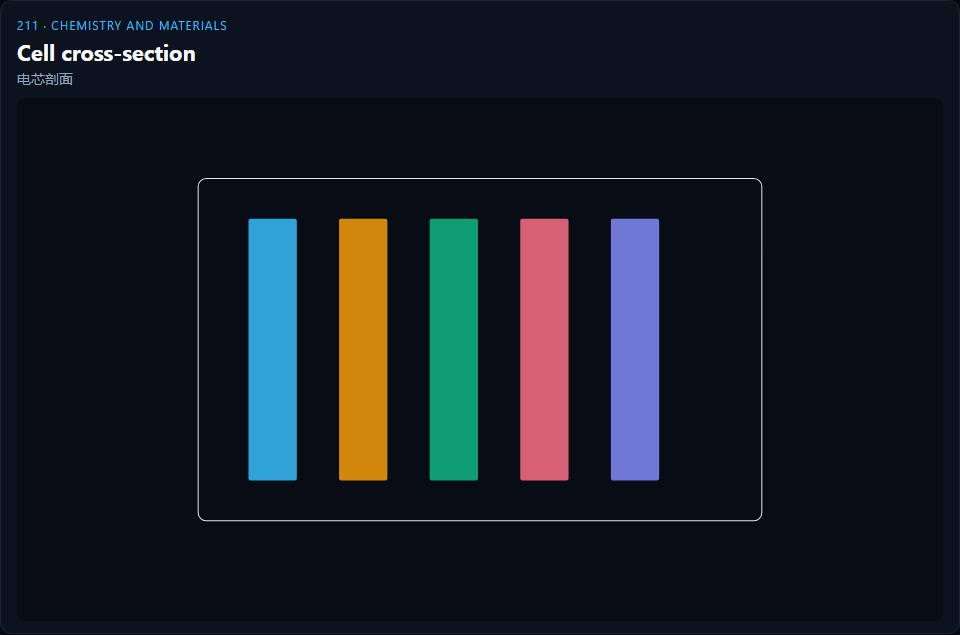 211 · CHEMISTRY AND MATERIALS
Cell cross-section
电芯剖面